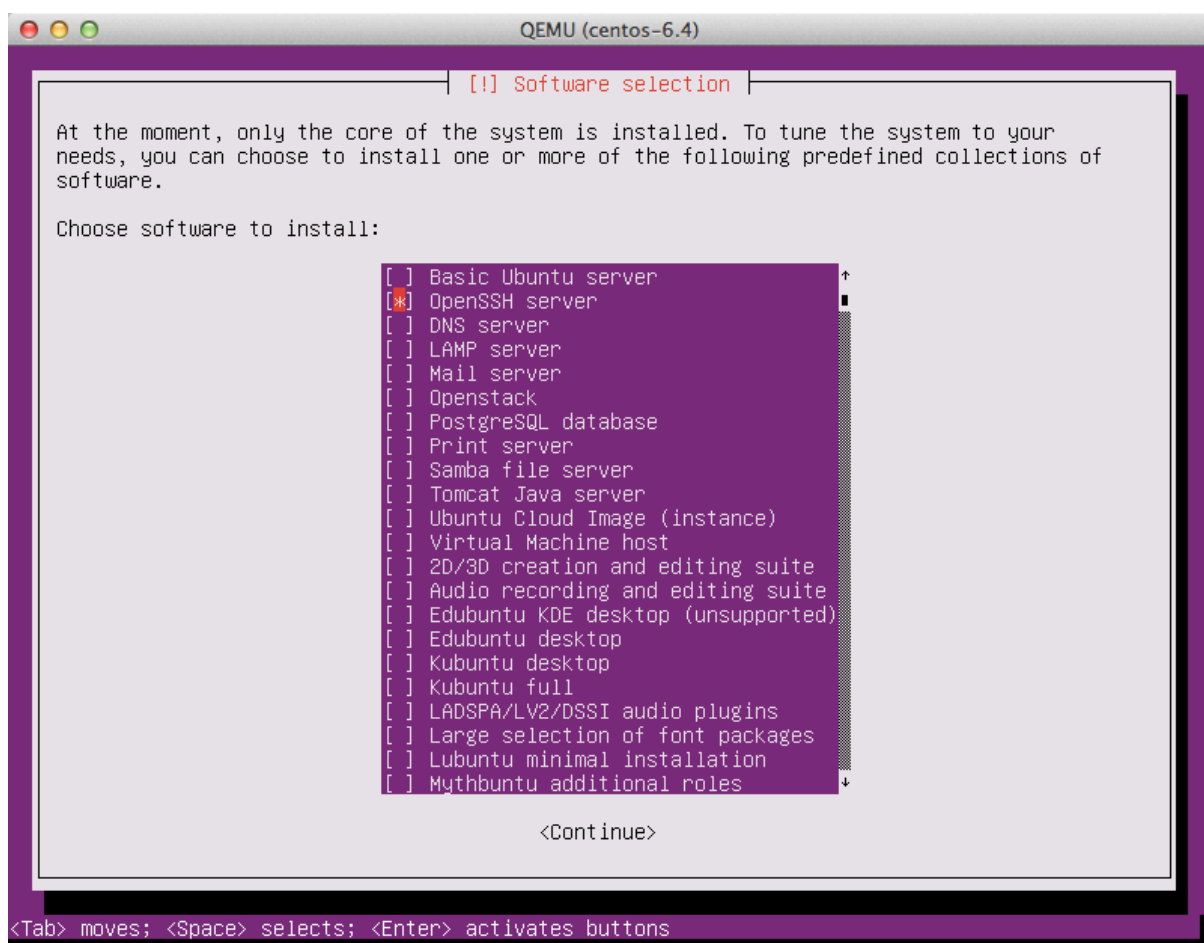 QEMU (centos-6.4)
[!] Software selection
At the moment, only the core of the system is installed. To tune the system to your
needs, you can choose to install one or more of the following predefined collections of
software.
Choose software to install:
[ ] Basic Ubuntu server
[*] OpenSSH server
[ ] DNS server
[ ] LAMP server
[ ] Mail server
[ ] Openstack
[ ] PostgreSQL database
[ ] Print server
[ ] Samba file server
[ ] Tomcat Java server
[ ] Ubuntu Cloud Image (instance)
[ ] Virtual Machine host
[ ] 2D/3D creation and editing suite
[ ] Audio recording and editing suite
[ ] Edubuntu KDE desktop (unsupported)
[ ] Edubuntu desktop
[ ] Kubuntu desktop
[ ] Kubuntu full
[ ] LADSPA/LV2/DSSI audio plugins
[ ] Large selection of font packages
[ ] Lubuntu minimal installation
[ ] Mythbuntu additional roles
<Continue>
<Tab> moves; <Space> selects; <Enter> activates buttons